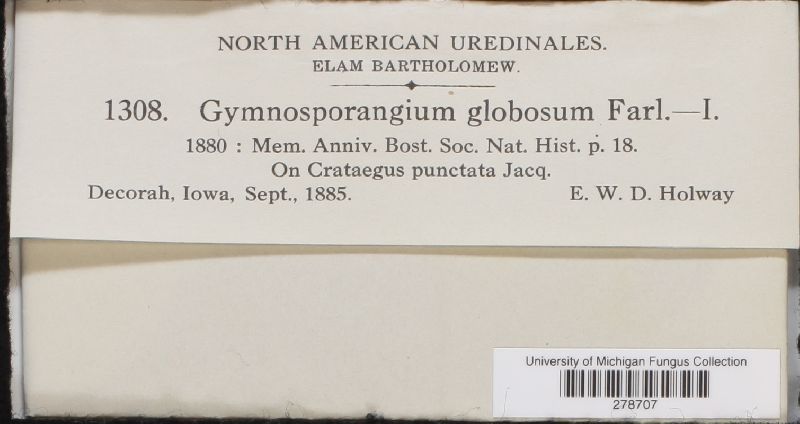 NORTH AMERICAN UREDINALES.
ELAM BARTHOLOMEW.
1308. Gymnosporangium globosum Farl.—I.
1880 : Mem. Anniv. Bost. Soc. Nat. Hist. p. 18.
On Crataegus punctata Jacq.
Decorah, Iowa, Sept., 1885. E. W. D. Holway
University of Michigan Fungus Collection
278707